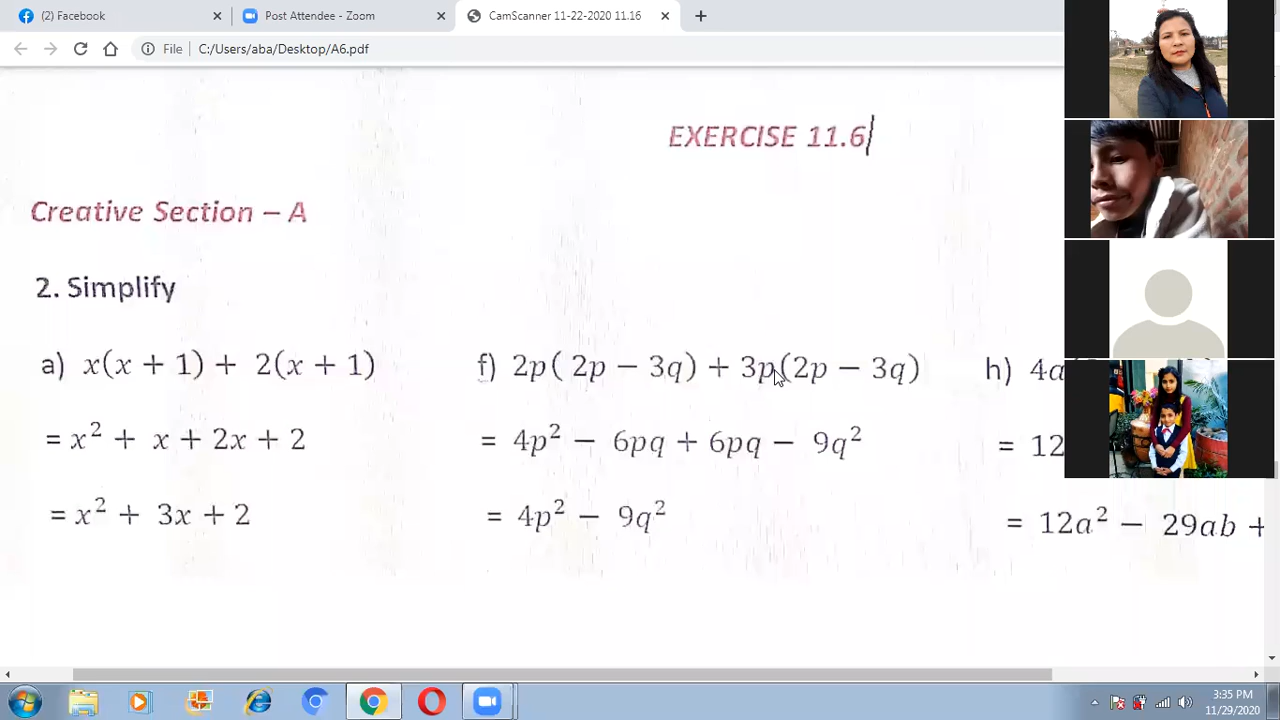 (2) Facebook
Post Attendee - Zoom
CamScanner 11-22-2020 11.16
File
C:/Users/aba/Desktop/A6.pdf
EXERCISE 11.6
Creative Section – A
2. Simplify
a) x(x + 1) + 2(x + 1)
= x² + x + 2x + 2
= x² + 3x + 2
f) 2p( 2p − 3q) + 3p(2p − 3q)
= 4p² − 6pq + 6pq − 9q²
= 4p² − 9q²
h) 4a
= 12
= 12a² − 29ab +
3:35 PM
11/29/2020